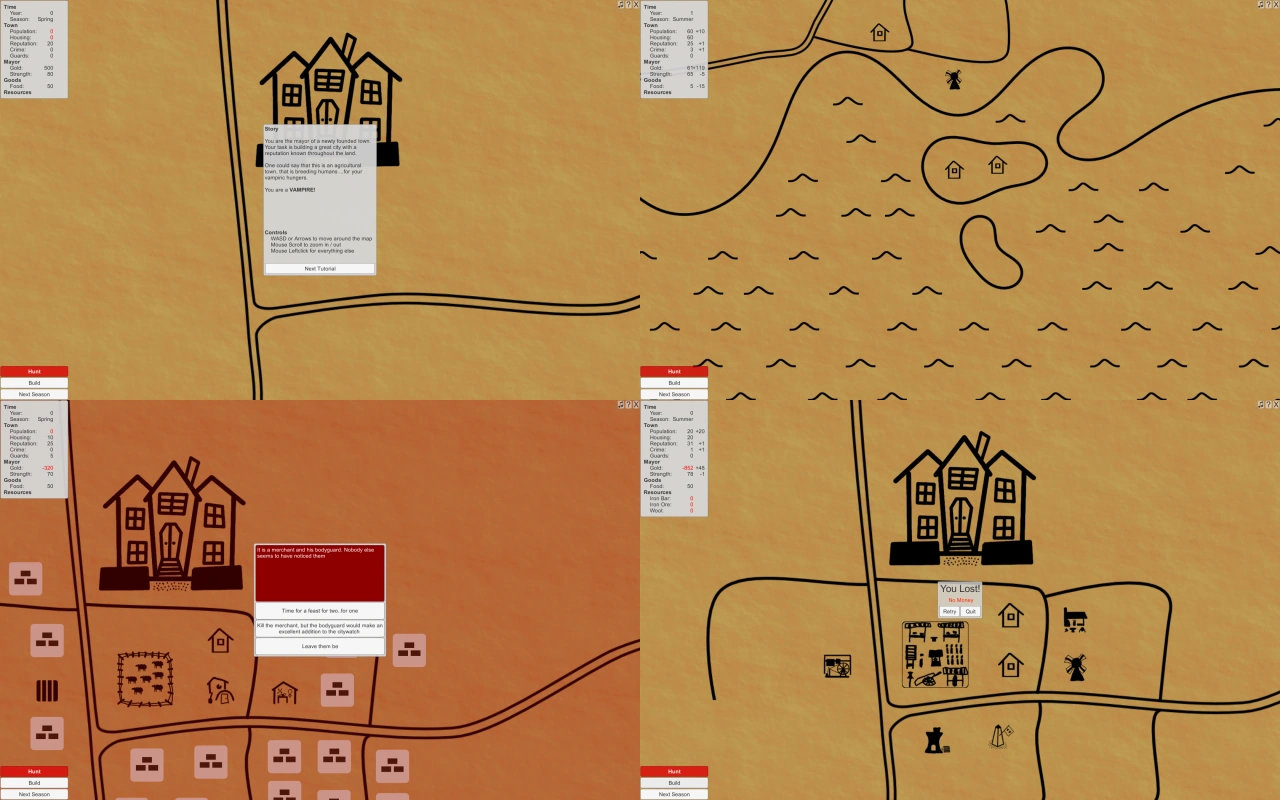 Time
Year: 0
Season: Spring
Town
Population: 0
Housing: 0
Reputation: 20
Crime: 0
Guards: 0
Mayor
Gold: 500
Strength: 80
Goods
Food: 50
Resources
? X
Story
You are the mayor of a newly founded town.
Your task is building a great city with a
reputation known throughout the land.
One could say that this is an agricultural
town, that is breeding humans ...for your
vampiric hungers.
You are a VAMPIRE!
Controls
WASD or Arrows to move around the map
Mouse Scroll to zoom in / out
Mouse Leftclick for everything else
Next Tutorial
Hunt
Build
Next Season
Time
Year: 1
Season: Summer
Town
Population: 60 +10
Housing: 60
Reputation: 25 +1
Crime: 3 +1
Guards: 0
Mayor
Gold: 81+119
Strength: 65 -5
Goods
Food: 5 -15
Resources
? X
Hunt
Build
Next Season
Time
Year: 0
Season: Spring
Town
Population: 0
Housing: 10
Reputation: 25
Crime: 0
Guards: 5
Mayor
Gold: -320
Strength: 70
Goods
Food: 50
Resources
? X
It is a merchant and his bodyguard. Nobody else
seems to have noticed them
Time for a feast for two..for one
Kill the merchant, but the bodyguard would make an
excellent addition to the citywatch
Leave them be
Hunt
Build
Next Season
Time
Year: 0
Season: Summer
Town
Population: 20 +20
Housing: 20
Reputation: 31 +1
Crime: 1 +1
Guards: 0
Mayor
Gold: -852 +48
Strength: 78 -1
Goods
Food: 50
Resources
Iron Bar: 0
Iron Ore: 0
Wool: 0
? X
You Lost!
No Money
Retry Quit
Hunt
Build
Next Season